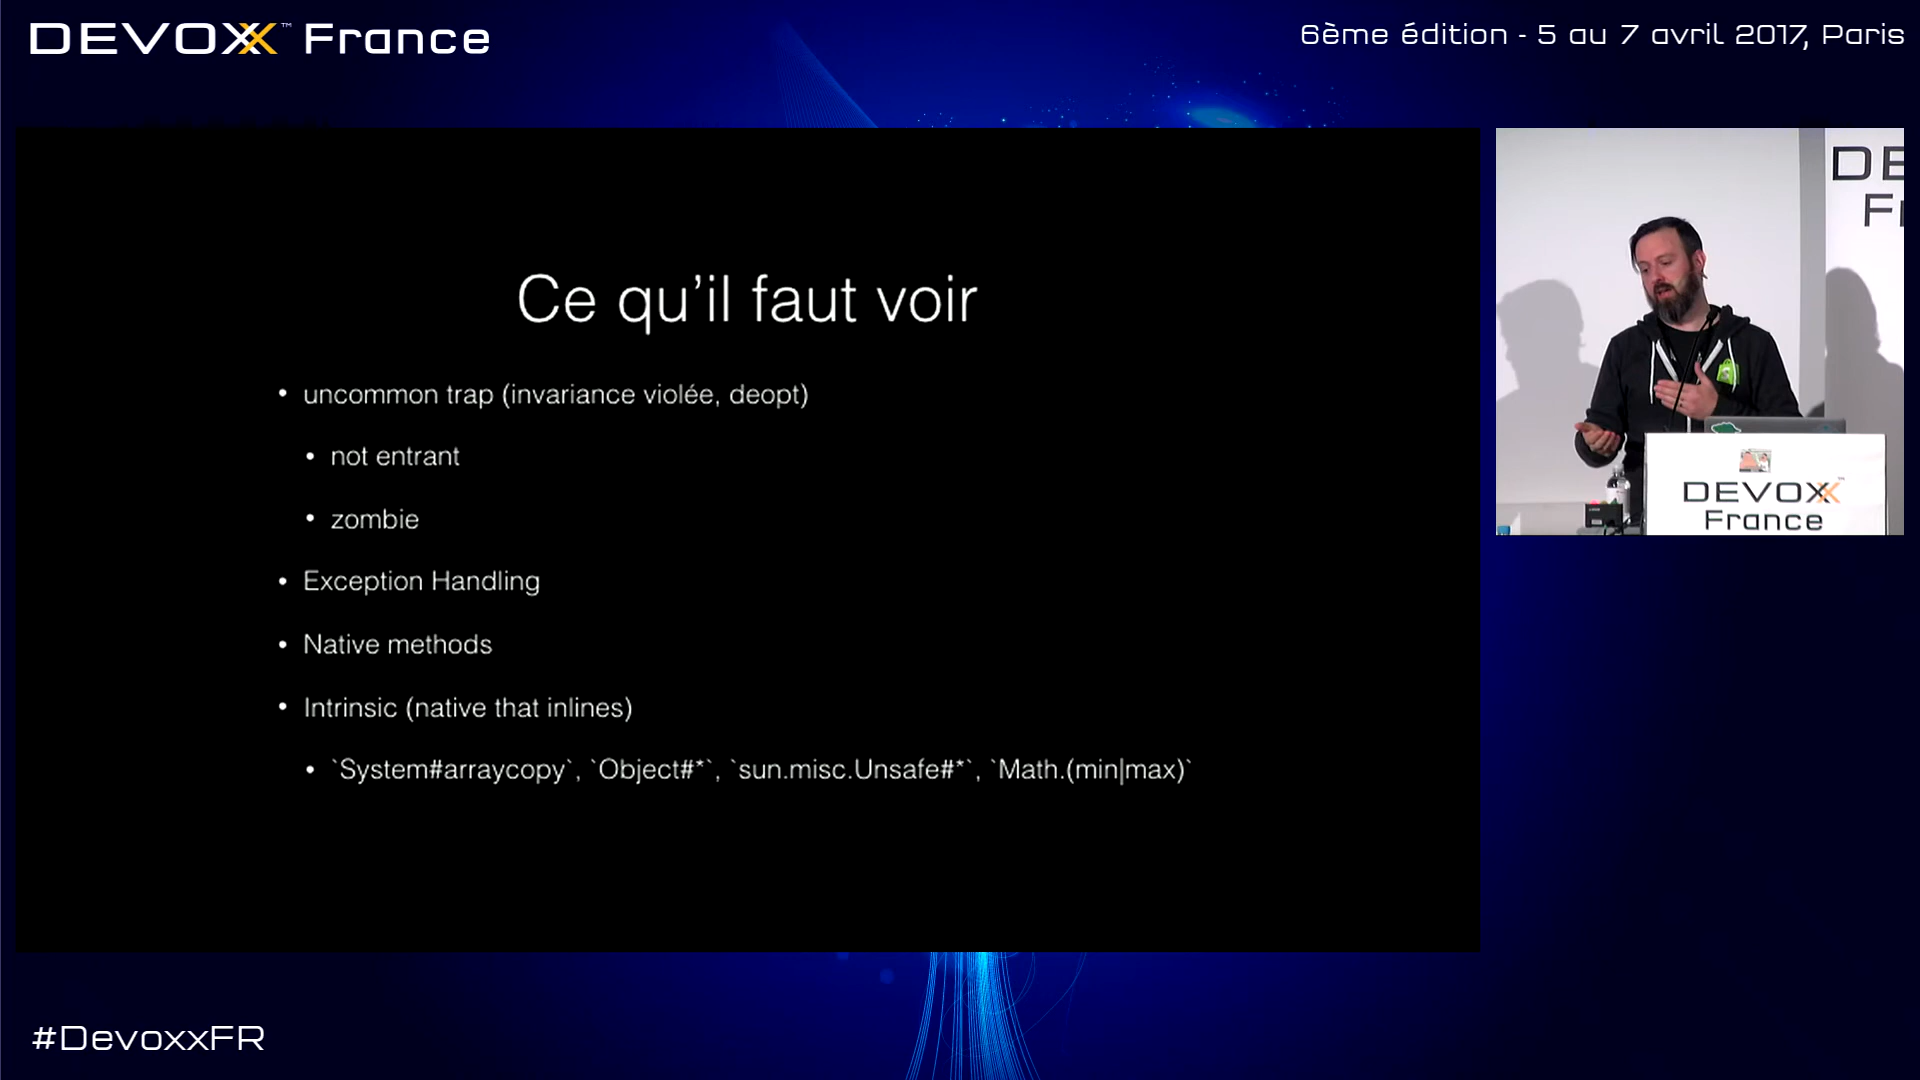 DEVOXX™ France
6ème édition - 5 au 7 avril 2017, Paris
Ce qu'il faut voir
• uncommon trap (invariance violée, deopt)
• not entrant
• zombie
• Exception Handling
• Native methods
• Intrinsic (native that inlines)
• `System#arraycopy`, `Object#*`, `sun.misc.Unsafe#*`, `Math.(min|max)`
DE
F
DEVOXX™
France
#DevoxxFR